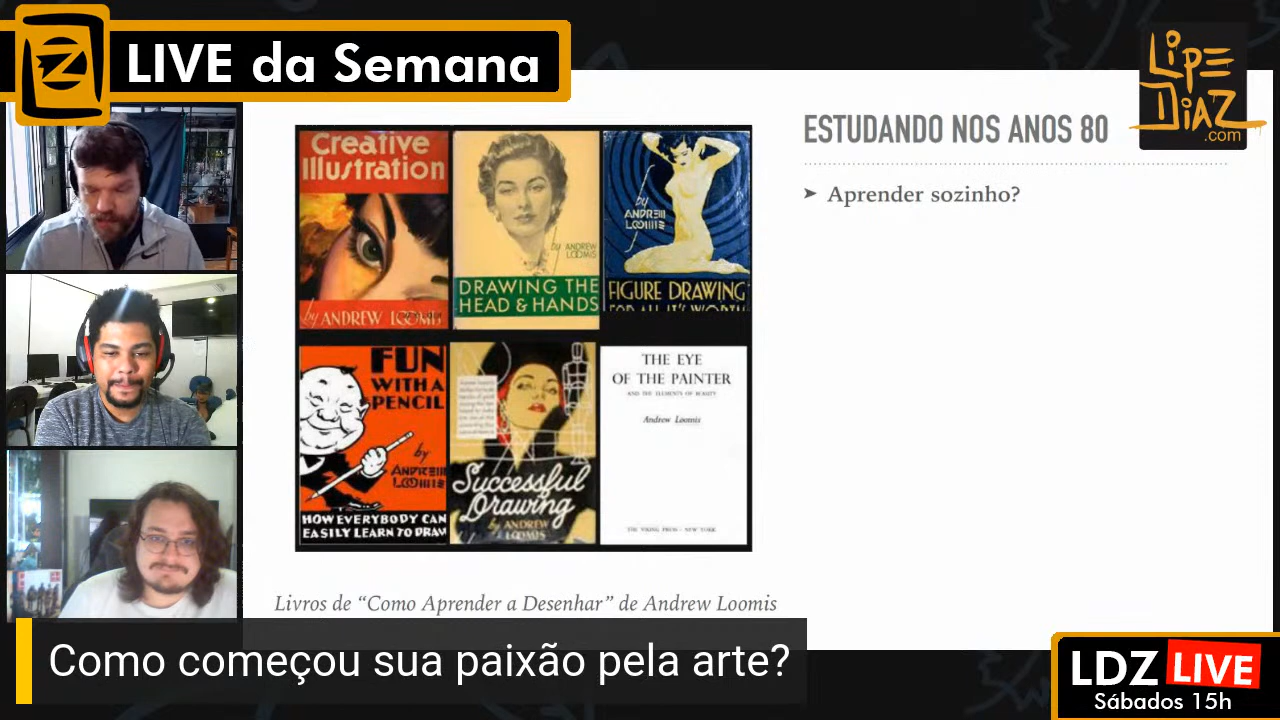 LIVE da Semana
LIPE
DIAZ
.com
ESTUDANDO NOS ANOS 80
➤ Aprender sozinho?
Creative
Illustration
by ANDREW LOOMIS
by ANDREW
LOOMIS
DRAWING THE
HEAD & HANDS
ANDREW
LOOMIS
FIGURE DRAWING
FOR ALL IT'S WORTH
FUN
WITH A
PENCIL
by
ANDREW
LOOMIS
HOW EVERYBODY CAN
EASILY LEARN TO DRAW
Successful
Drawing
by ANDREW
LOOMIS
THE EYE
OF THE PAINTER
AND THE ELEMENTS OF BEAUTY
Andrew Loomis
THE VIKING PRESS - NEW YORK
Livros de “Como Aprender a Desenhar” de Andrew Loomis
Como começou sua paixão pela arte?
LDZ LIVE
Sábados 15h